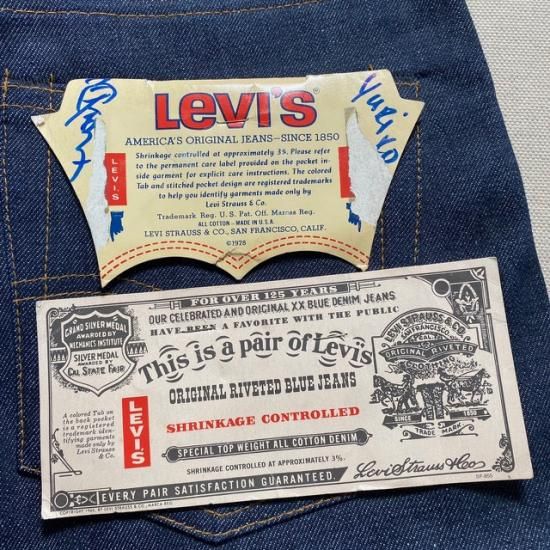 LEVI'S®
AMERICA'S ORIGINAL JEANS—SINCE 1850
Shrinkage controlled at approximately 3%. Please refer
to the permanent care label provided on the pocket in-
side garment for explicit care instructions. The colored
Tab and stitched pocket design are registered trademarks
to help you identify garments made only by
Levi Strauss & Co.
Trademark Reg. U. S. Pat. Off. Marcas Reg.
ALL COTTON - MADE IN U.S.A.
LEVI STRAUSS & CO., SAN FRANCISCO, CALIF.
©1978
LEVI'S
FOR OVER 125 YEARS
OUR CELEBRATED AND ORIGINAL XX BLUE DENIM JEANS
HAVE BEEN A FAVORITE WITH THE PUBLIC
This is a pair of Levi's
ORIGINAL RIVETED BLUE JEANS
SHRINKAGE CONTROLLED
SPECIAL TOP WEIGHT ALL COTTON DENIM
SHRINKAGE CONTROLLED AT APPROXIMATELY 3%.
EVERY PAIR SATISFACTION GUARANTEED.
GRAND SILVER MEDAL
AWARDED BY
MECHANICS INSTITUTE
SILVER MEDAL
AWARDED BY
CAL STATE FAIR
A colored Tab on
the back pocket
is a registered
trademark iden-
tifying garments
made only by
Levi Strauss
& Co.
LEVI'S
LEVI STRAUSS & CO.
SAN FRANCISCO
CAL.
ORIGINAL RIVETED
CLOTHING
SINCE 1850
TRADE MARK
Levi Strauss & Co